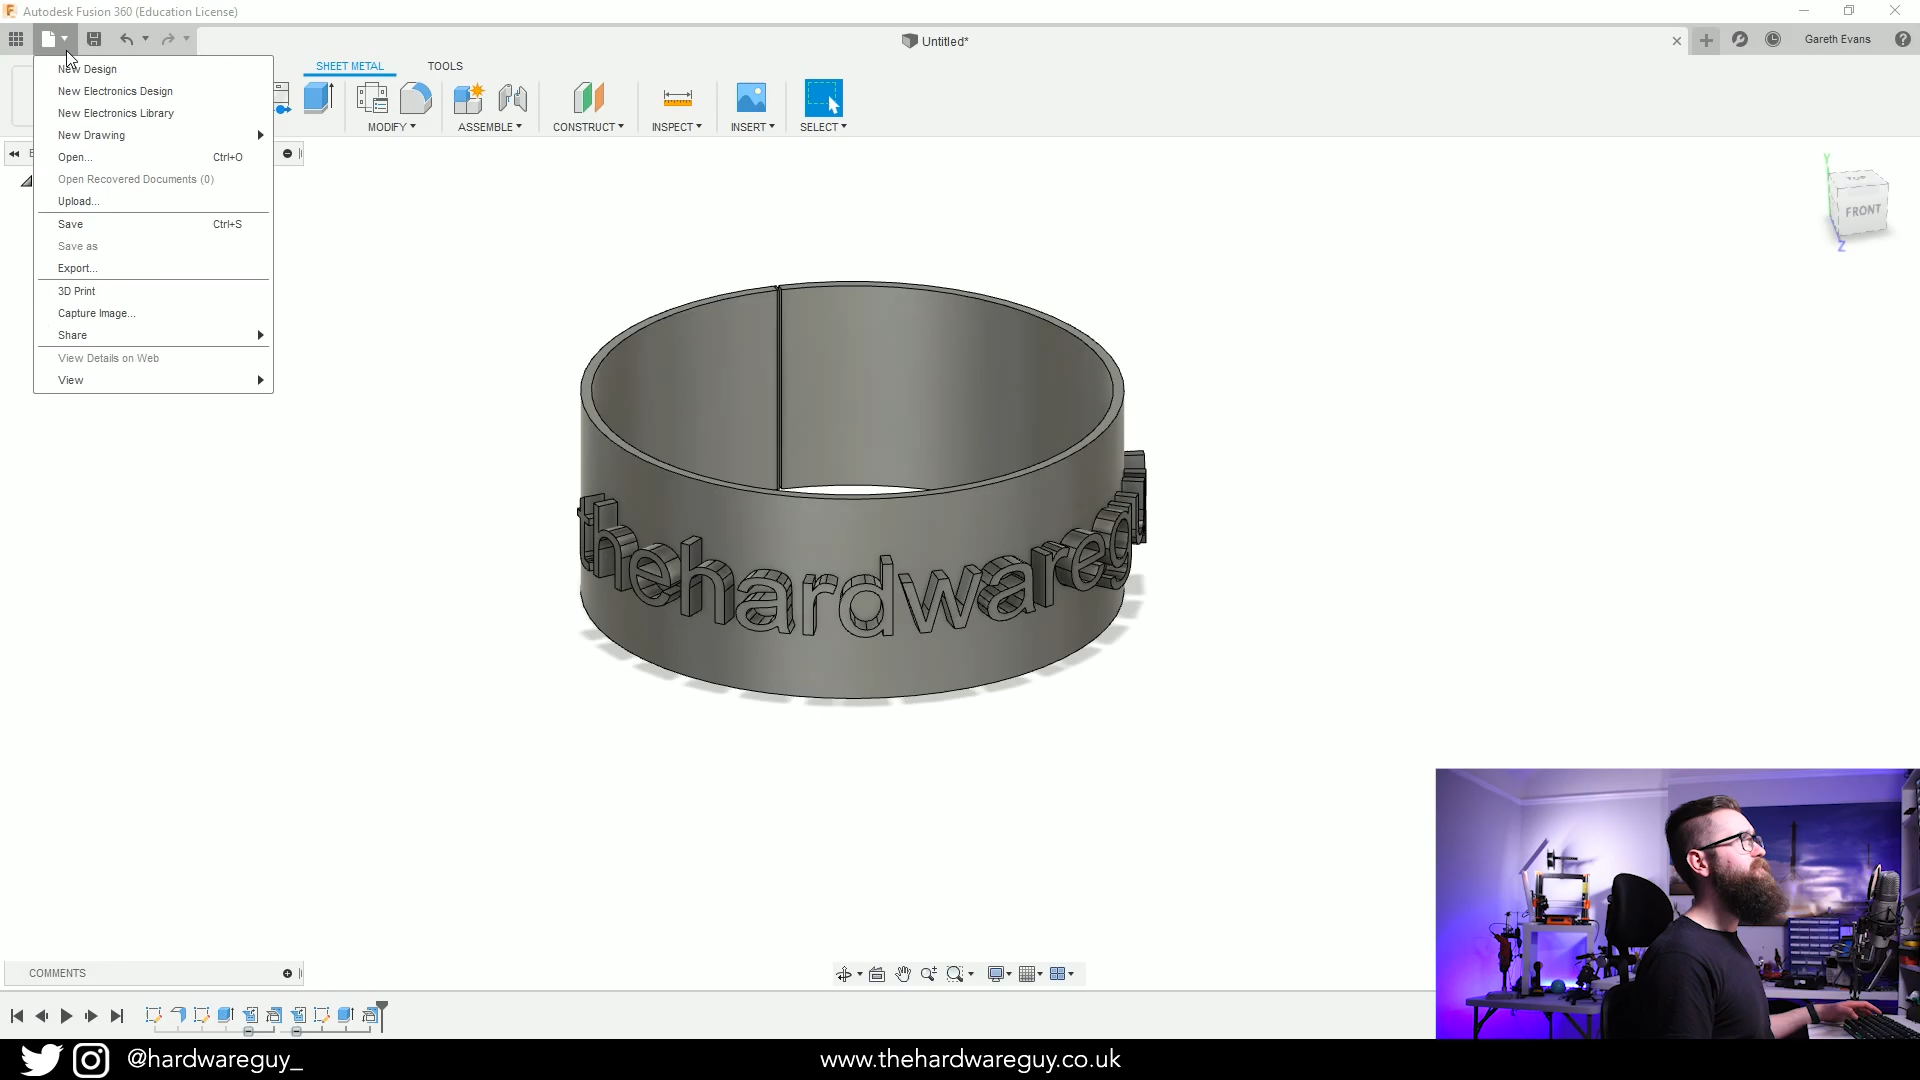 Autodesk Fusion 360 (Education License)
Untitled*
Gareth Evans
SHEET METAL
TOOLS
MODIFY
ASSEMBLE
CONSTRUCT
INSPECT
INSERT
SELECT
New Design
New Electronics Design
New Electronics Library
New Drawing
Open... Ctrl+O
Open Recovered Documents (0)
Upload...
Save Ctrl+S
Save as
Export...
3D Print
Capture Image...
Share
View Details on Web
View
Y
TOP
FRONT
Z
thehardwaregu
COMMENTS
@hardwareguy_
www.thehardwareguy.co.uk